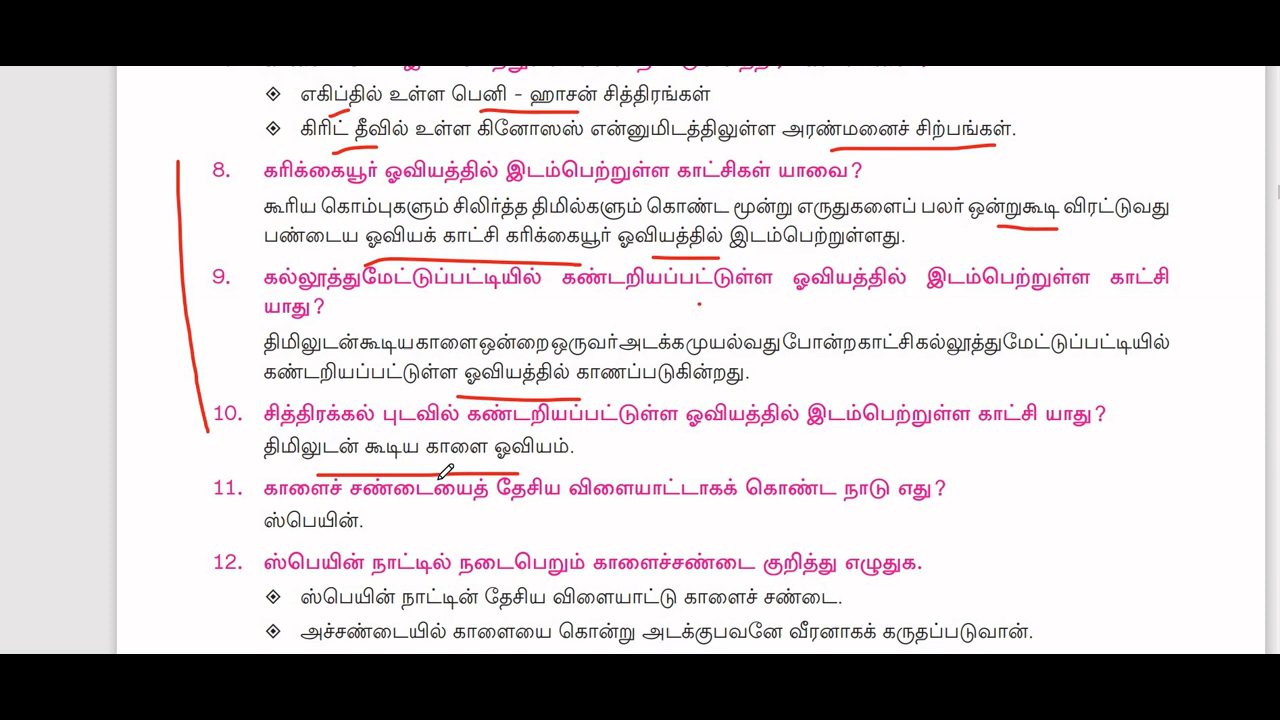 ❖ எகிப்தில் உள்ள பெனி - ஹாசன் சித்திரங்கள்
❖ கிரிட் தீவில் உள்ள கினோஸஸ் என்னுமிடத்திலுள்ள அரண்மனைச் சிற்பங்கள்.
8. கரிக்கையூர் ஓவியத்தில் இடம்பெற்றுள்ள காட்சிகள் யாவை?
கூரிய கொம்புகளும் சிலிர்த்த திமில்களும் கொண்ட மூன்று எருதுகளைப் பலர் ஒன்றுகூடி விரட்டுவது
பண்டைய ஓவியக் காட்சி கரிக்கையூர் ஓவியத்தில் இடம்பெற்றுள்ளது.
9. கல்லூத்துமேட்டுப்பட்டியில் கண்டறியப்பட்டுள்ள ஓவியத்தில் இடம்பெற்றுள்ள காட்சி
யாது?
திமிலுடன்கூடிய காளை ஒன்றை ஒருவர் அடக்க முயல்வது போன்ற காட்சி கல்லூத்துமேட்டுப்பட்டியில்
கண்டறியப்பட்டுள்ள ஓவியத்தில் காணப்படுகின்றது.
10. சித்திரக்கல் புடவில் கண்டறியப்பட்டுள்ள ஓவியத்தில் இடம்பெற்றுள்ள காட்சி யாது?
திமிலுடன் கூடிய காளை ஓவியம்.
11. காளைச் சண்டையைத் தேசிய விளையாட்டாகக் கொண்ட நாடு எது?
ஸ்பெயின்.
12. ஸ்பெயின் நாட்டில் நடைபெறும் காளைச்சண்டை குறித்து எழுதுக.
❖ ஸ்பெயின் நாட்டின் தேசிய விளையாட்டு காளைச் சண்டை.
❖ அச்சண்டையில் காளையை கொன்று அடக்குபவனே வீரனாகக் கருதப்படுவான்.